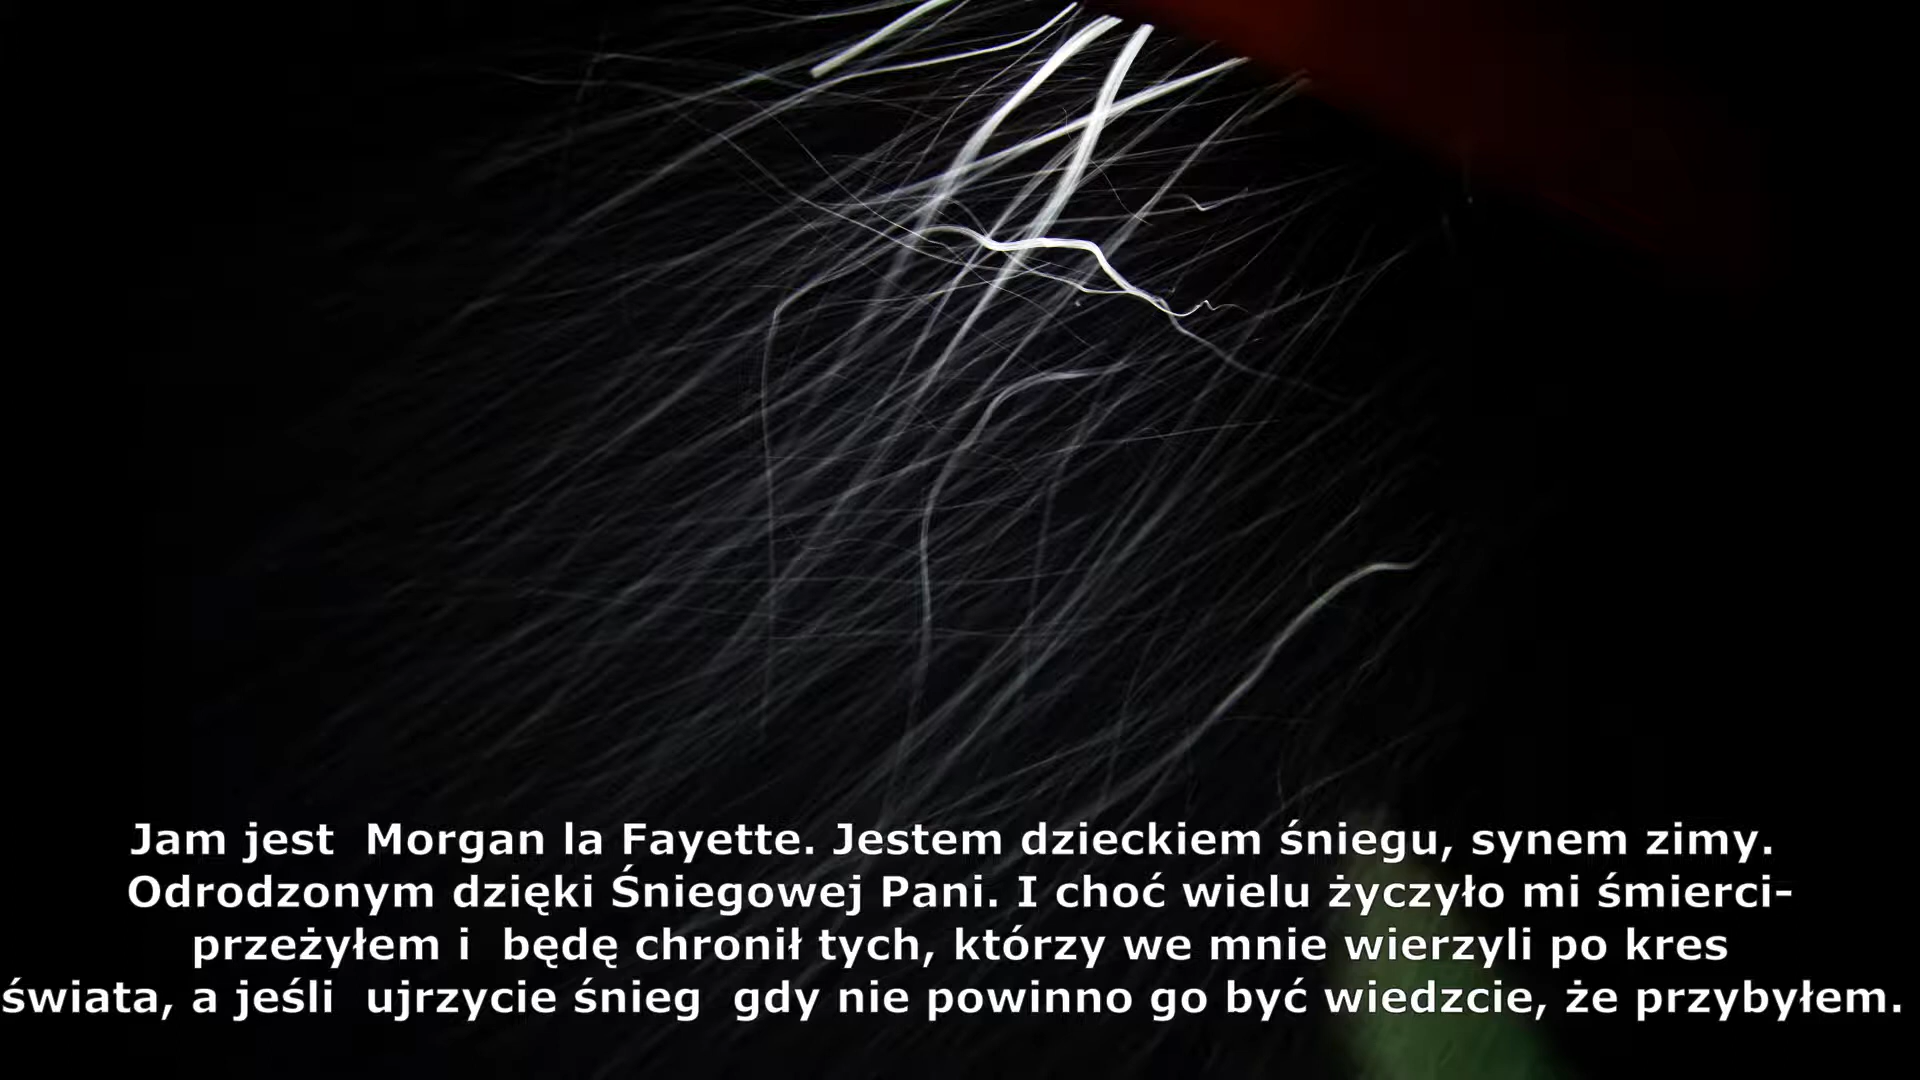 Jam jest  Morgan la Fayette. Jestem dzieckiem śniegu, synem zimy.
Odrodzonym dzięki Śniegowej Pani. I choć wielu życzyło mi śmierci-
przeżyłem i  będę chronił tych, którzy we mnie wierzyli po kres
świata, a jeśli  ujrzycie śnieg  gdy nie powinno go być wiedzcie, że przybyłem.